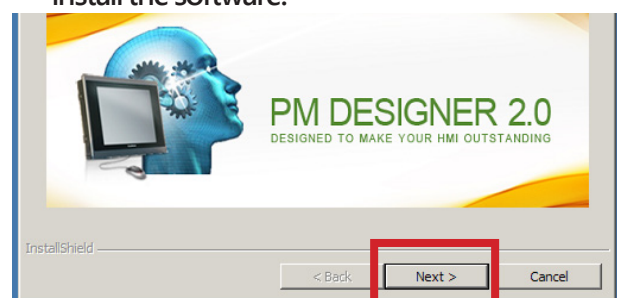 install the software.
PM DESIGNER 2.0
DESIGNED TO MAKE YOUR HMI OUTSTANDING
InstallShield
< Back
Next >
Cancel